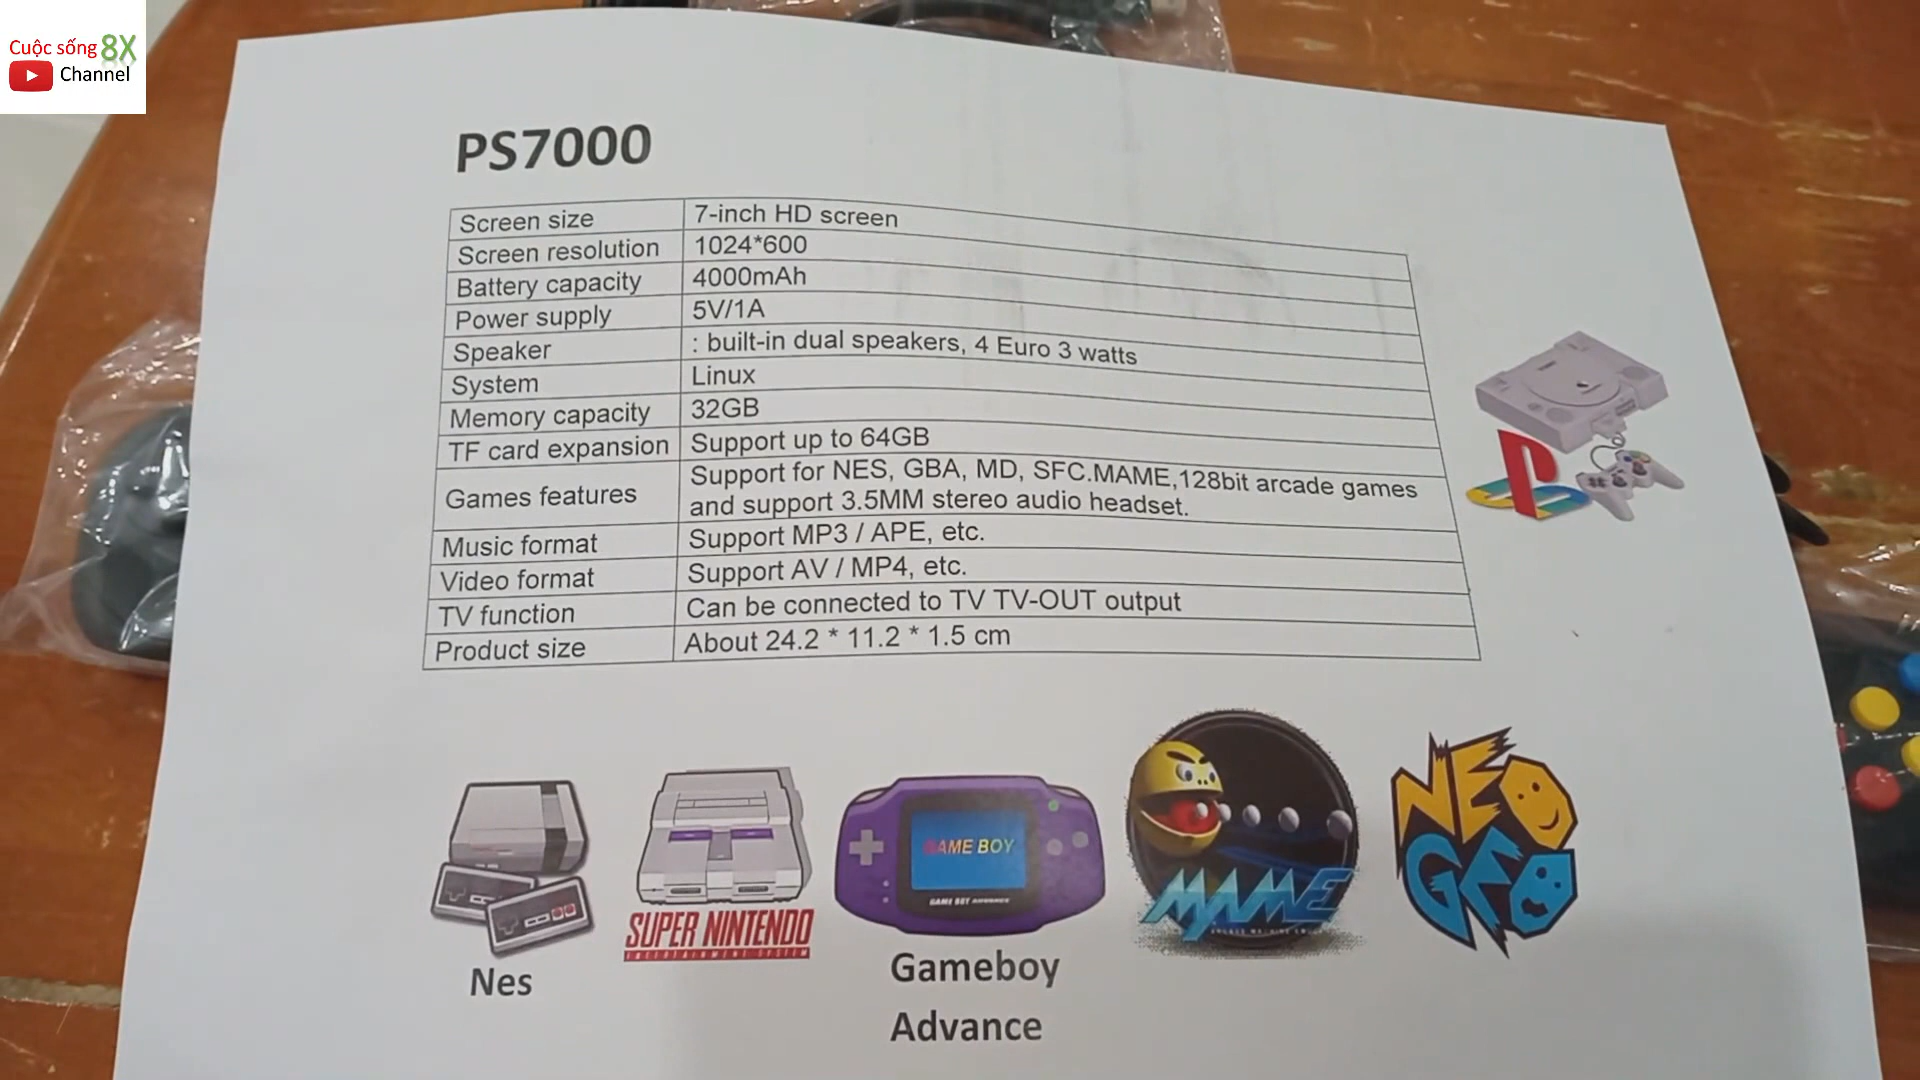 Cuộc sống 8X
Channel
PS7000
Screen size 7-inch HD screen
Screen resolution 1024*600
Battery capacity 4000mAh
Power supply 5V/1A
Speaker : built-in dual speakers, 4 Euro 3 watts
System Linux
Memory capacity 32GB
TF card expansion Support up to 64GB
Games features Support for NES, GBA, MD, SFC.MAME,128bit arcade games
and support 3.5MM stereo audio headset.
Music format Support MP3 / APE, etc.
Video format Support AV / MP4, etc.
TV function Can be connected to TV TV-OUT output
Product size About 24.2 * 11.2 * 1.5 cm
GAME BOY
GAME BOY ADVANCE
SUPER NINTENDO
ENTERTAINMENT SYSTEM
MAME
NEO
GEO
Nes
Gameboy
Advance